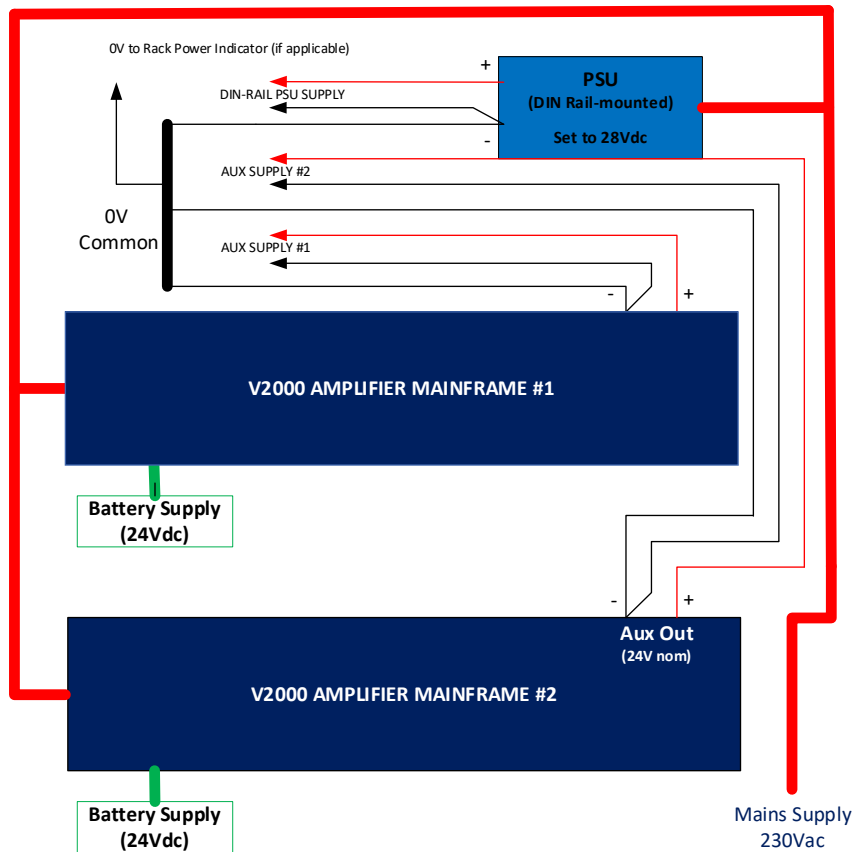 0V to Rack Power Indicator (if applicable)
+
PSU
(DIN Rail-mounted)
Set to 28Vdc
DIN-RAIL PSU SUPPLY
-
AUX SUPPLY #2
0V
Common
AUX SUPPLY #1
-
+
V2000 AMPLIFIER MAINFRAME #1
Battery Supply
(24Vdc)
-
+
Aux Out
(24V nom)
V2000 AMPLIFIER MAINFRAME #2
Battery Supply
(24Vdc)
Mains Supply
230Vac